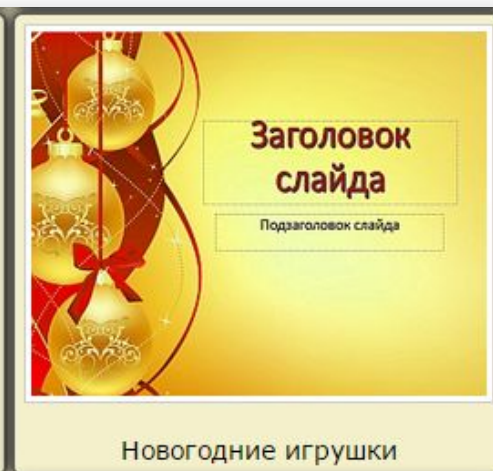 Заголовок
слайда
Подзаголовок слайда
Новогодние игрушки